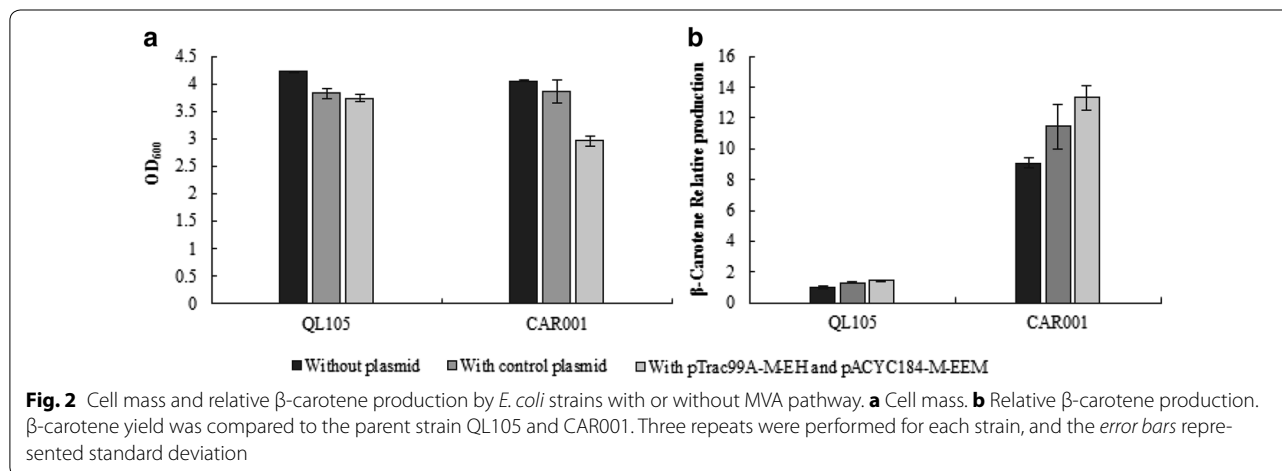 a
4.5
4
3.5
3
2.5
2
1.5
1
0.5
0
OD600
QL105
CAR001
b
16
14
12
10
8
6
4
2
0
β-Carotene Relative production
QL105
CAR001
Without plasmid With control plasmid With pTrac99A-M-EH and pACYC184-M-EEM
Fig. 2 Cell mass and relative β-carotene production by E. coli strains with or without MVA pathway. a Cell mass. b Relative β-carotene production.
β-carotene yield was compared to the parent strain QL105 and CAR001. Three repeats were performed for each strain, and the error bars repre-
sented standard deviation